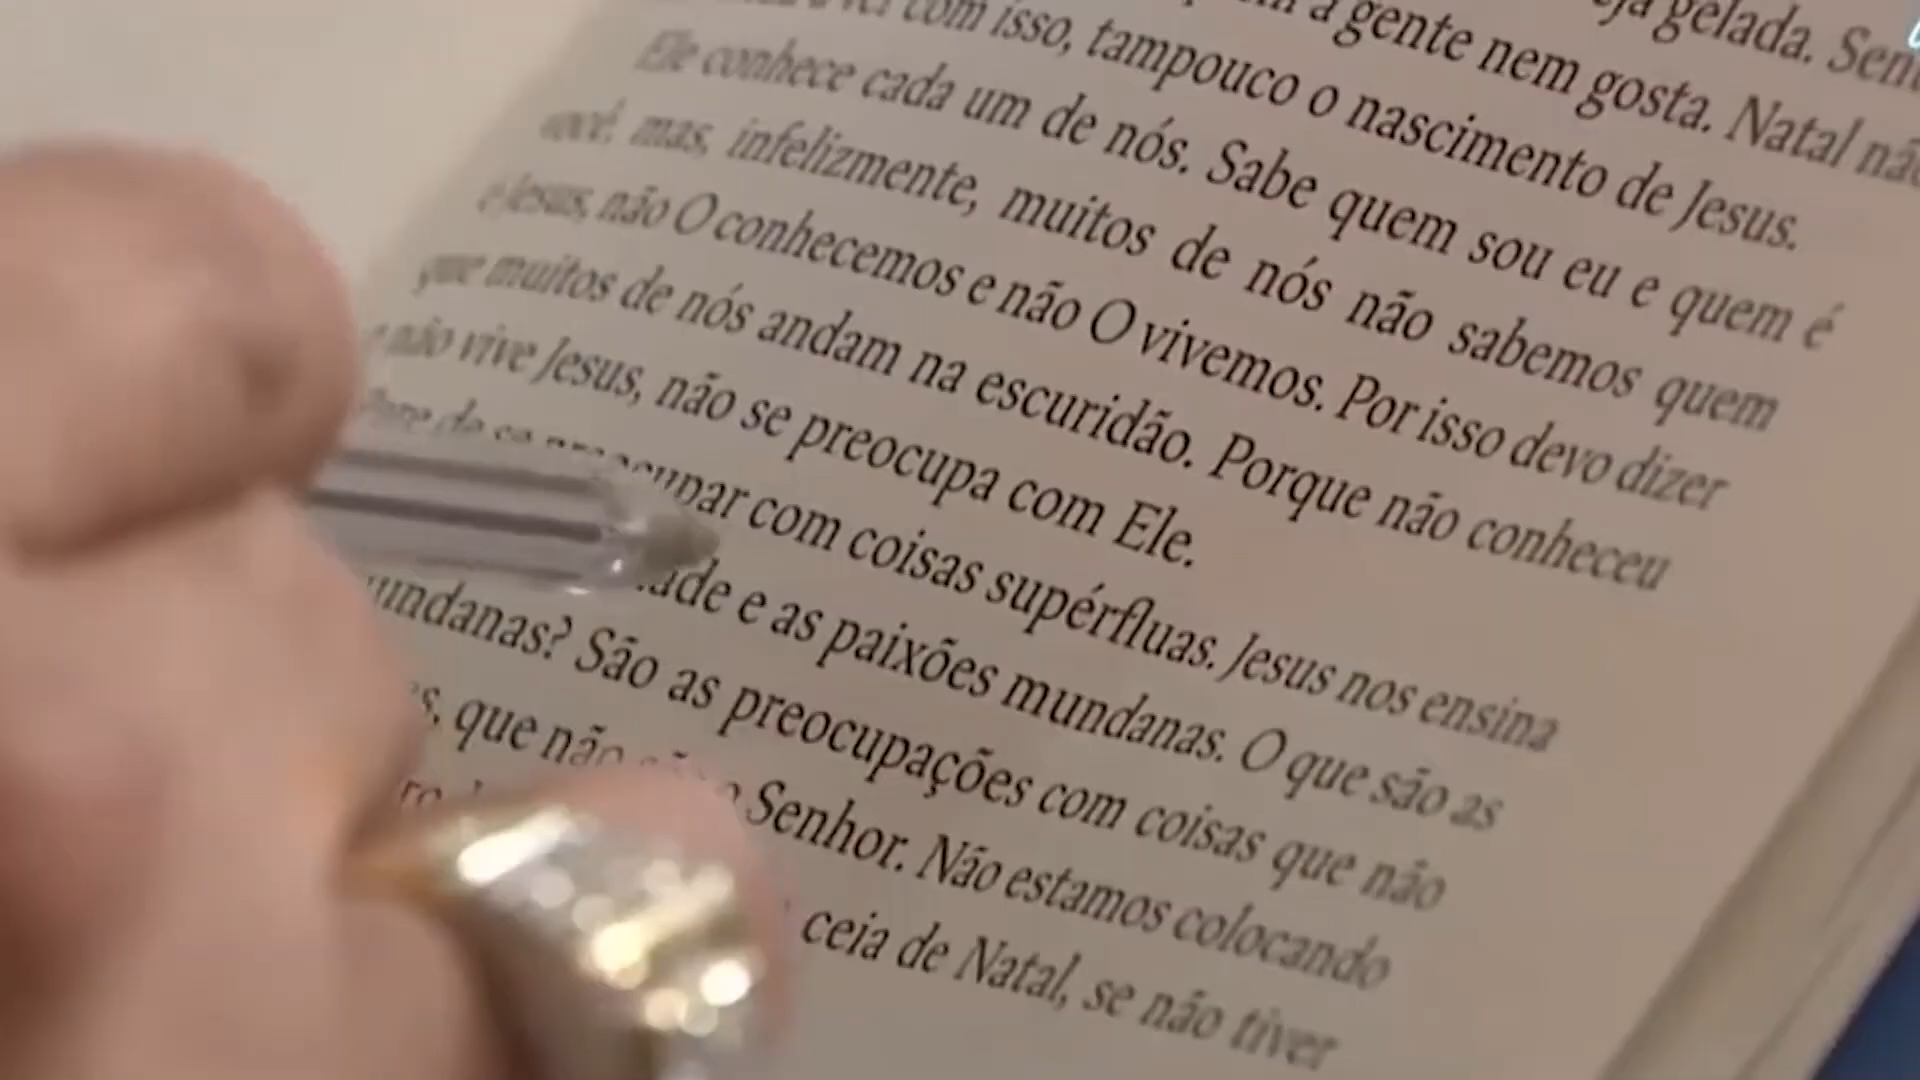 gelada.
a gente nem gosta. Natal não
com isso, tampouco o nascimento de Jesus.
Ele conhece cada um de nós. Sabe quem sou eu e quem é
você, mas, infelizmente, muitos de nós não sabemos quem
é Jesus, não O conhecemos e não O vivemos. Por isso devo dizer
que muitos de nós andam na escuridão. Porque não conheceu
e não vive Jesus, não se preocupa com Ele.
com coisas supérfluas. Jesus nos ensina
e as paixões mundanas. O que são as
São as preocupações com coisas que não
que não Senhor. Não estamos colocando
ceia de Natal, se não tiver